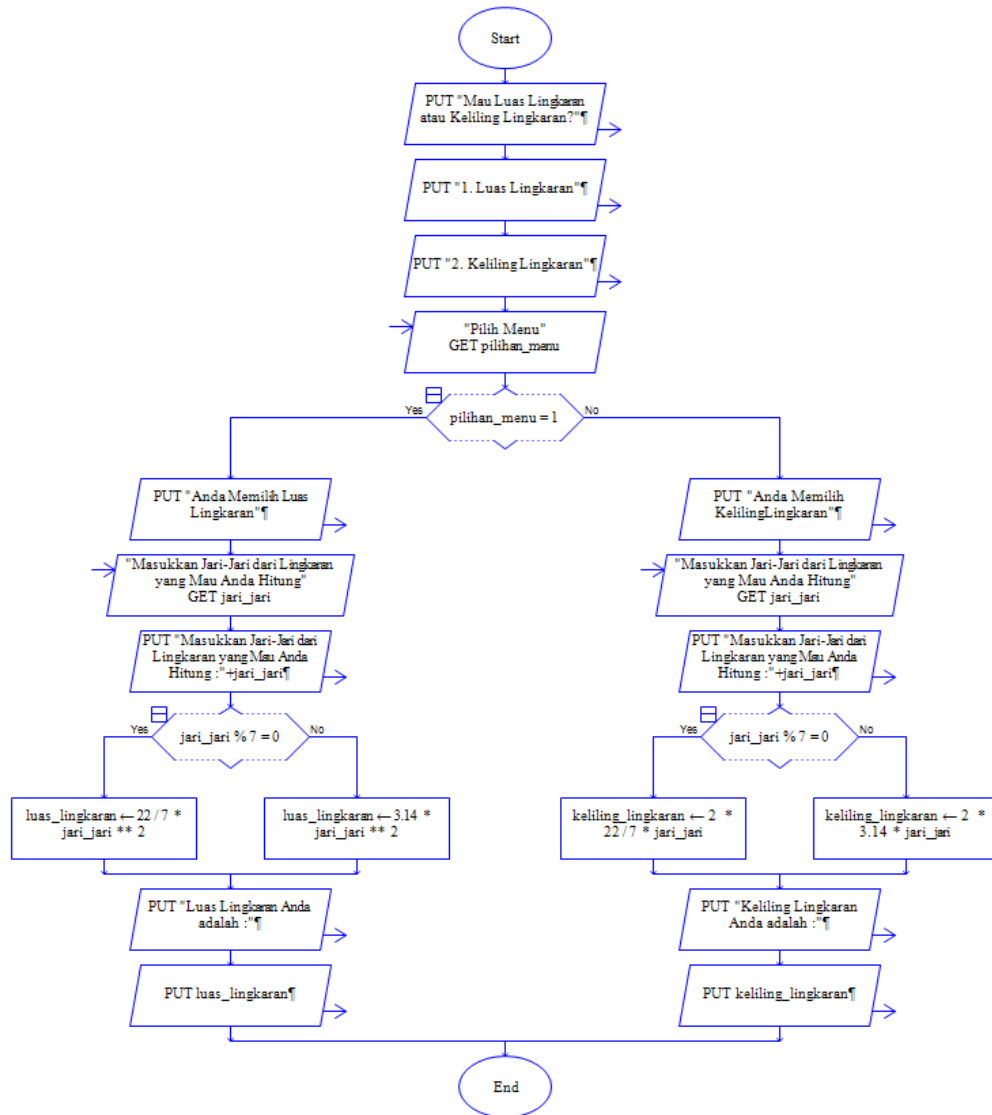 Start
PUT "Mau Luas Lingkaran
atau Keliling Lingkaran?"¶
PUT "1. Luas Lingkaran"¶
PUT "2. Keliling Lingkaran"¶
"Pilih Menu"
GET pilihan_menu
Yes
pilihan_menu = 1
No
PUT "Anda Memilih Luas
Lingkaran"¶
"Masukkan Jari-Jari dari Lingkaran
yang Mau Anda Hitung"
GET jari_jari
PUT "Masukkan Jari-Jari dari
Lingkaran yang Mau Anda
Hitung :"+jari_jari¶
Yes
jari_jari % 7 = 0
No
luas_lingkaran ← 22 / 7 *
jari_jari ** 2
luas_lingkaran ← 3.14 *
jari_jari ** 2
PUT "Luas Lingkaran Anda
adalah :"¶
PUT luas_lingkaran¶
PUT "Anda Memilih
KelilingLingkaran"¶
"Masukkan Jari-Jari dari Lingkaran
yang Mau Anda Hitung"
GET jari_jari
PUT "Masukkan Jari-Jari dari
Lingkaran yang Mau Anda
Hitung :"+jari_jari¶
Yes
jari_jari % 7 = 0
No
keliling_lingkaran ← 2 *
22 / 7 * jari_jari
keliling_lingkaran ← 2 *
3.14 * jari_jari
PUT "Keliling Lingkaran
Anda adalah :"¶
PUT keliling_lingkaran¶
End